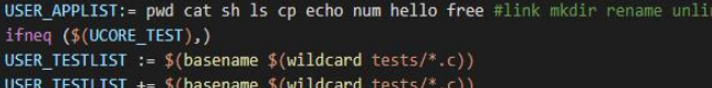 USER_APPLIST:= pwd cat sh ls cp echo num hello free #link mkdir rename
ifneq ($(UCORE_TEST),)
USER_TESTLIST := $(basename $(wildcard tests/*.c))
USER_TESTLIST += $(basename $(wildcard tests/*.c))